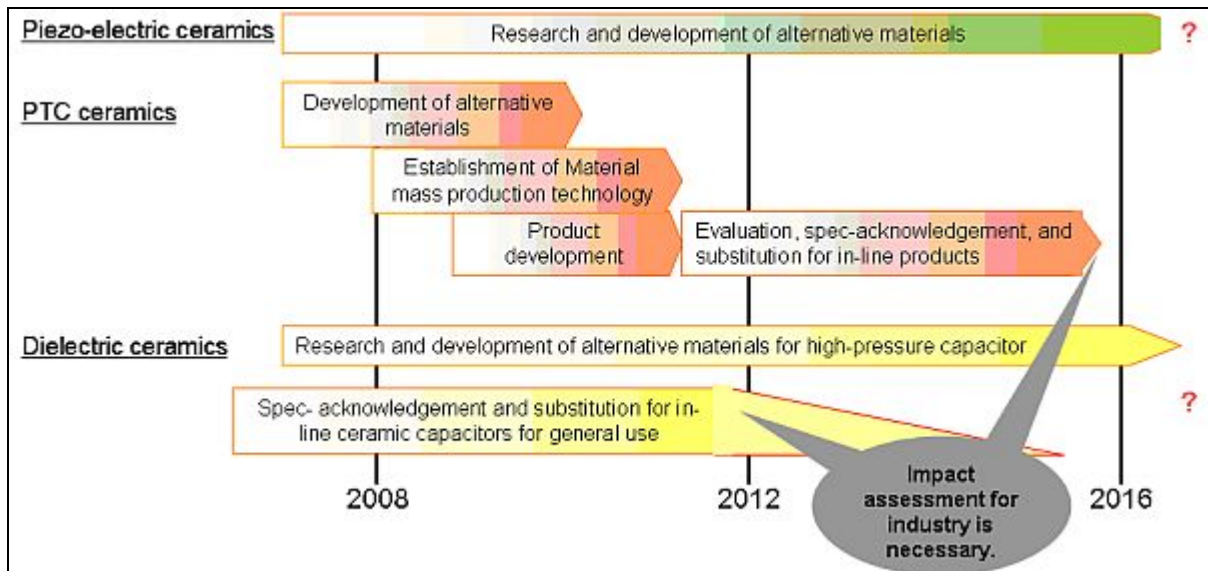 Piezo-electric ceramics
Research and development of alternative materials
?
PTC ceramics
Development of alternative
materials
Establishment of Material
mass production technology
Product
development
Evaluation, spec-acknowledgement, and
substitution for in-line products
Dielectric ceramics
Research and development of alternative materials for high-pressure capacitor
Spec- acknowledgement and substitution for in-
line ceramic capacitors for general use
?
Impact
assessment for
industry is
necessary.
2008
2012
2016